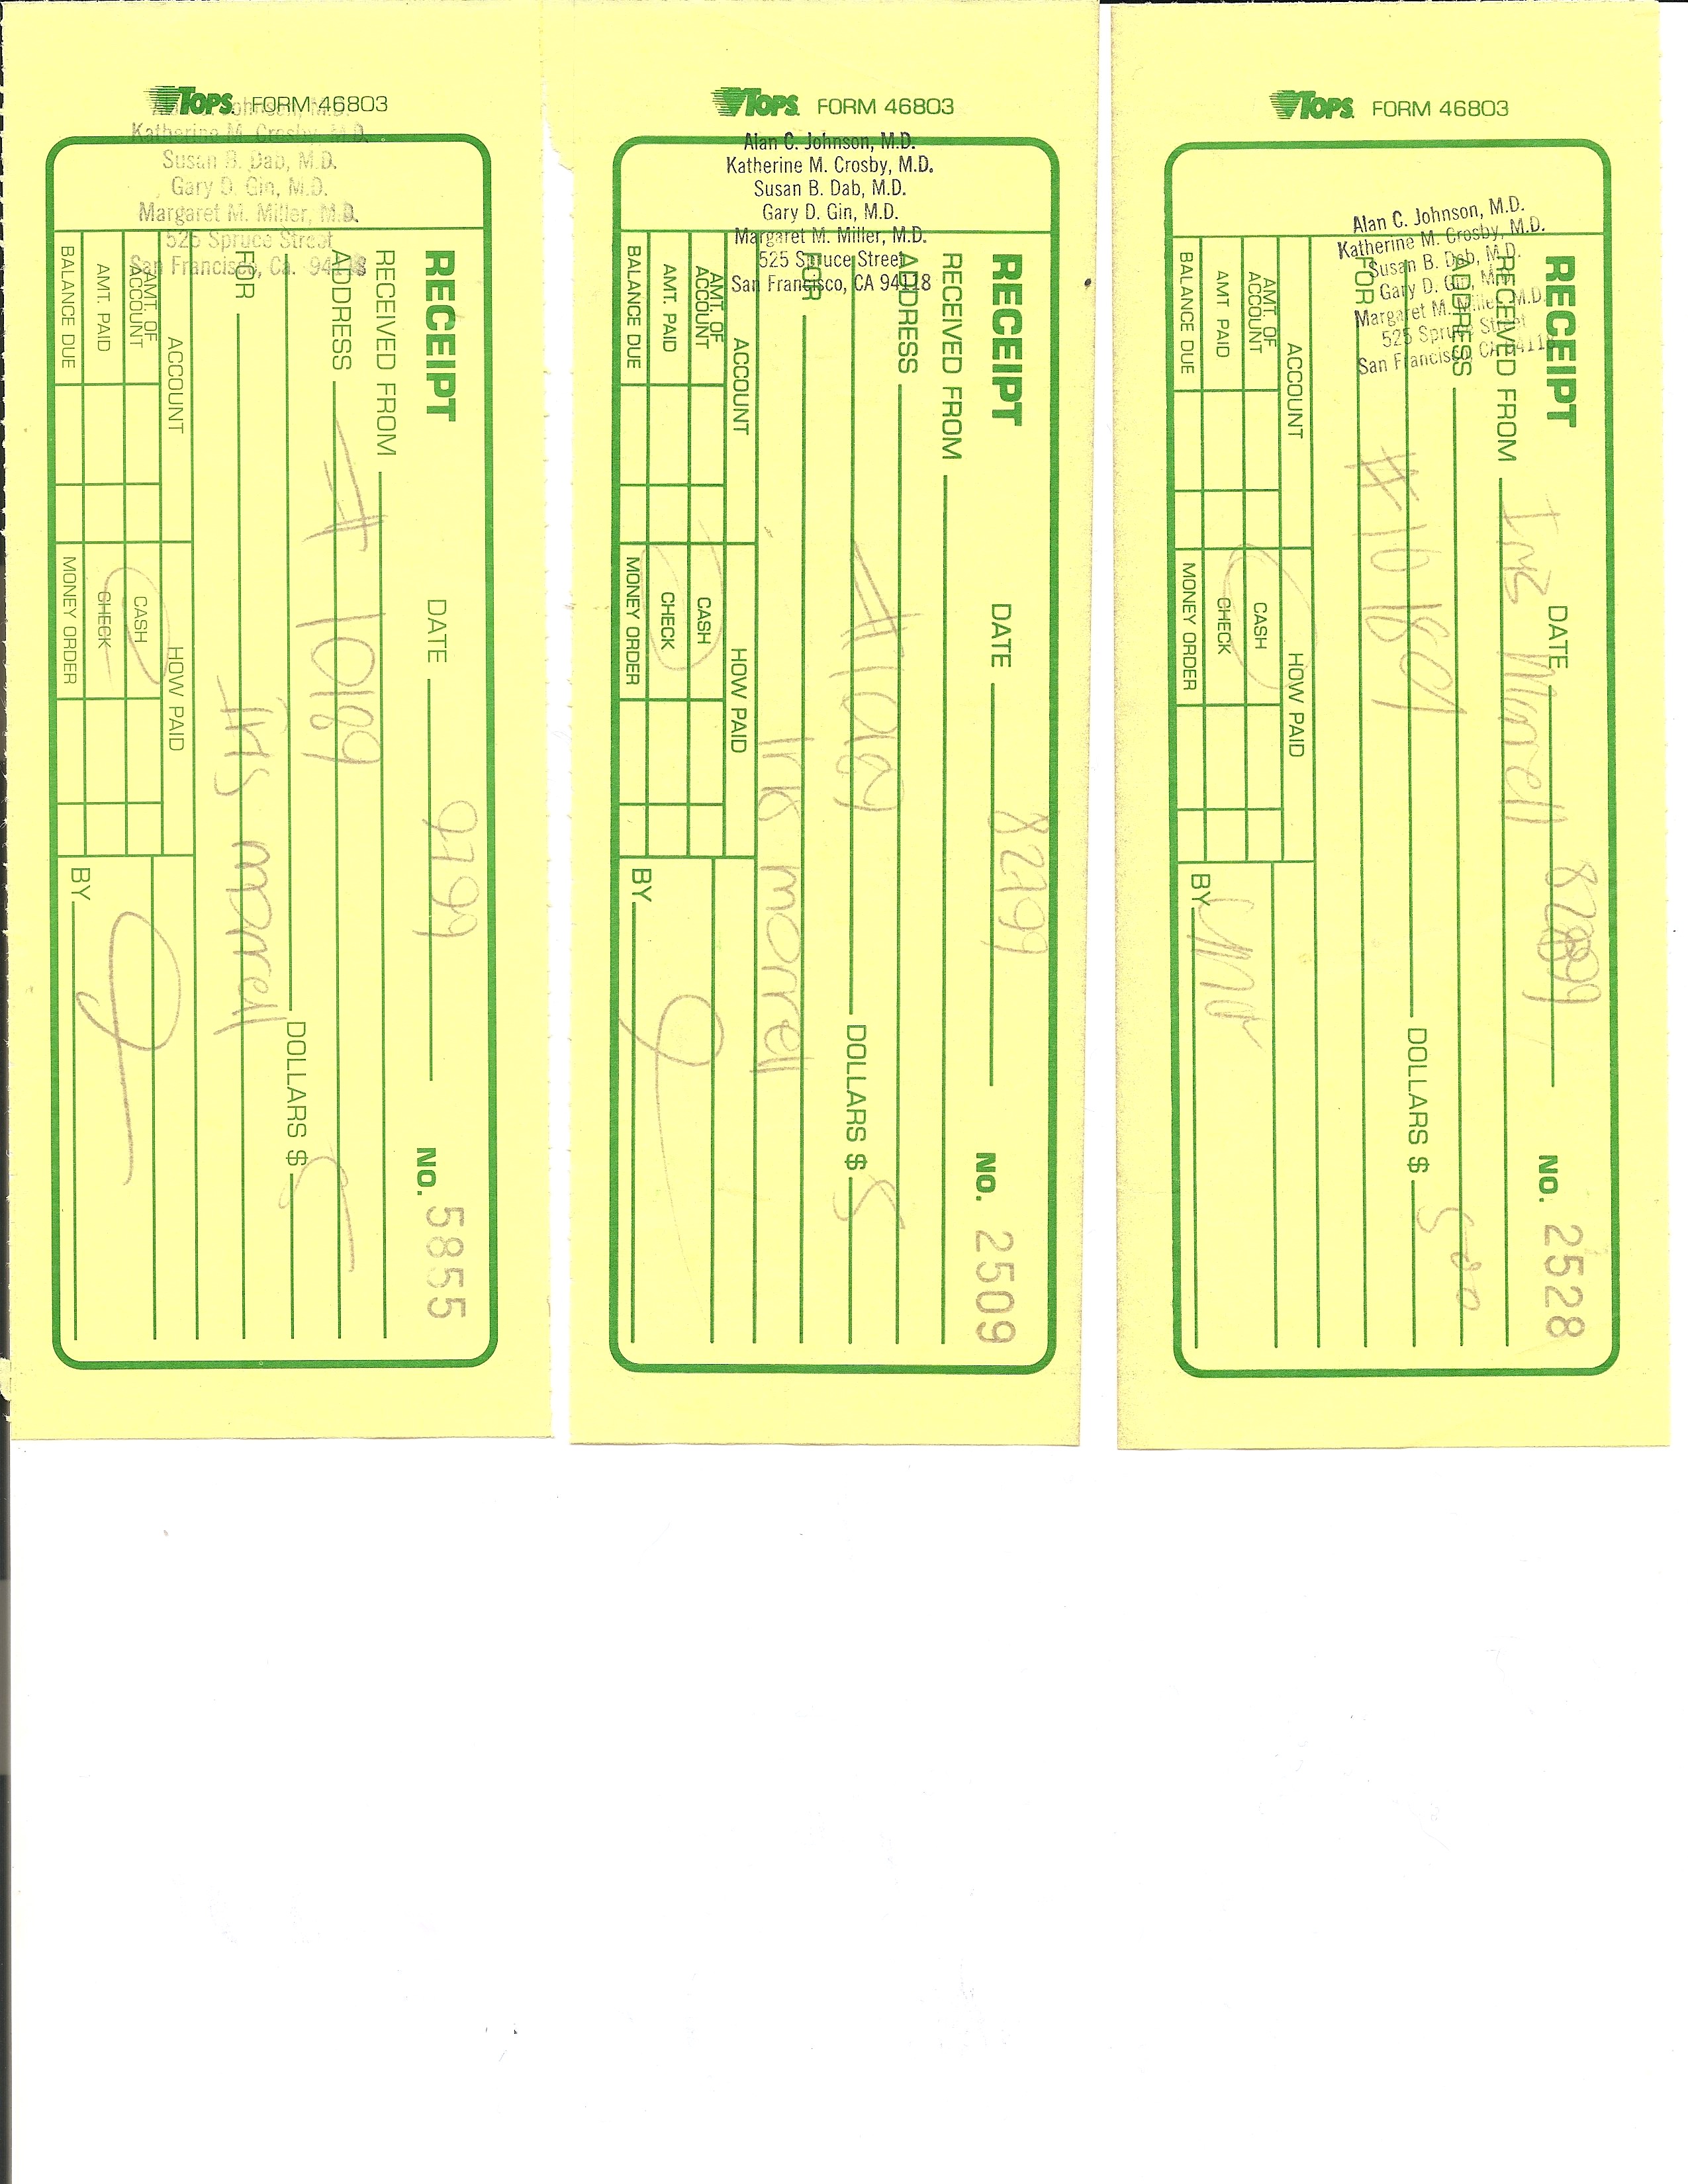 TOPS FORM 46803
Alan C. Johnson, M.D.
Katherine M. Crosby, M.D.
Susan B. Dab, M.D.
Gary D. Gin, M.D.
Margaret M. Miller, M.D.
525 Spruce Street
San Francisco, Ca. 94118
RECEIPT DATE 9799 NO. 5855
RECEIVED FROM
ADDRESS # 10189
DOLLARS $ 5
FOR Iris morrell
ACCOUNT HOW PAID
AMT. OF ACCOUNT CASH
AMT. PAID CHECK
BALANCE DUE MONEY ORDER BY
TOPS FORM 46803
Alan C. Johnson, M.D.
Katherine M. Crosby, M.D.
Susan B. Dab, M.D.
Gary D. Gin, M.D.
Margaret M. Miller, M.D.
525 Spruce Street
San Francisco, CA 94118
RECEIPT DATE 82799 NO. 2509
RECEIVED FROM
ADDRESS
DOLLARS $ 5
FOR Iris morrell
ACCOUNT HOW PAID
AMT. OF ACCOUNT CASH
AMT. PAID CHECK
BALANCE DUE MONEY ORDER BY
TOPS FORM 46803
Alan C. Johnson, M.D.
Katherine M. Crosby, M.D.
Susan B. Dab, M.D.
Gary D. Gin, M.D.
Margaret M. Miller, M.D.
525 Spruce Street
San Francisco, CA 94118
RECEIPT DATE NO. 2528
RECEIVED FROM Iris Morrell
ADDRESS
DOLLARS $ 500
FOR #10189
ACCOUNT HOW PAID
AMT. OF ACCOUNT CASH
AMT. PAID CHECK
BALANCE DUE MONEY ORDER BY